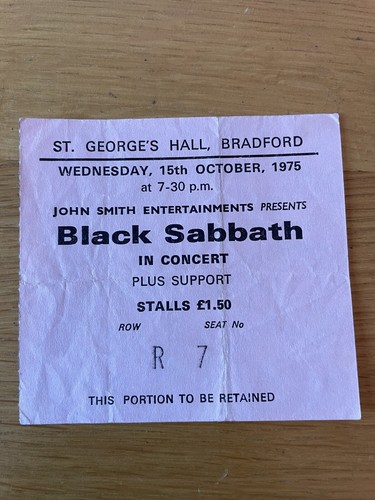 ST. GEORGE'S HALL, BRADFORD
WEDNESDAY, 15th OCTOBER, 1975
at 7-30 p.m.
JOHN SMITH ENTERTAINMENTS PRESENTS
Black Sabbath
IN CONCERT
PLUS SUPPORT
STALLS £1.50
ROW SEAT No
R 7
THIS PORTION TO BE RETAINED